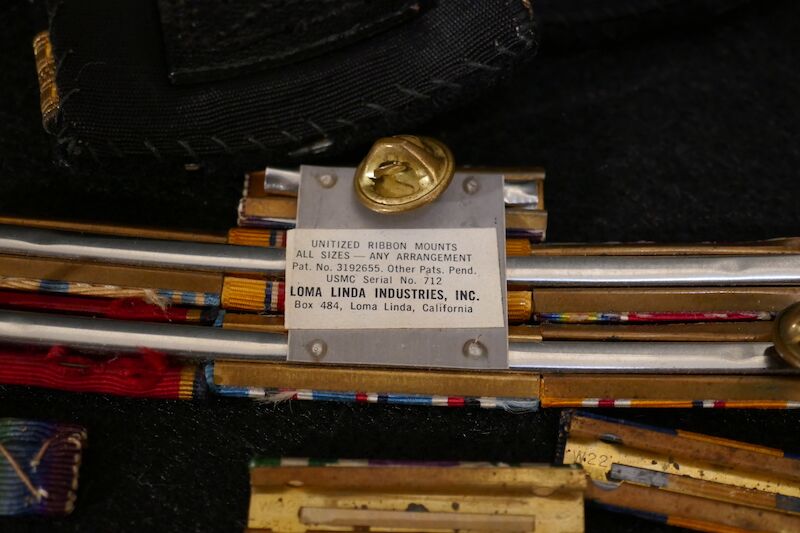 UNITIZED RIBBON MOUNTS
ALL SIZES — ANY ARRANGEMENT
Pat. No. 3192655. Other Pats. Pend.
USMC Serial No. 712
LOMA LINDA INDUSTRIES, INC.
Box 484, Loma Linda, California
W22